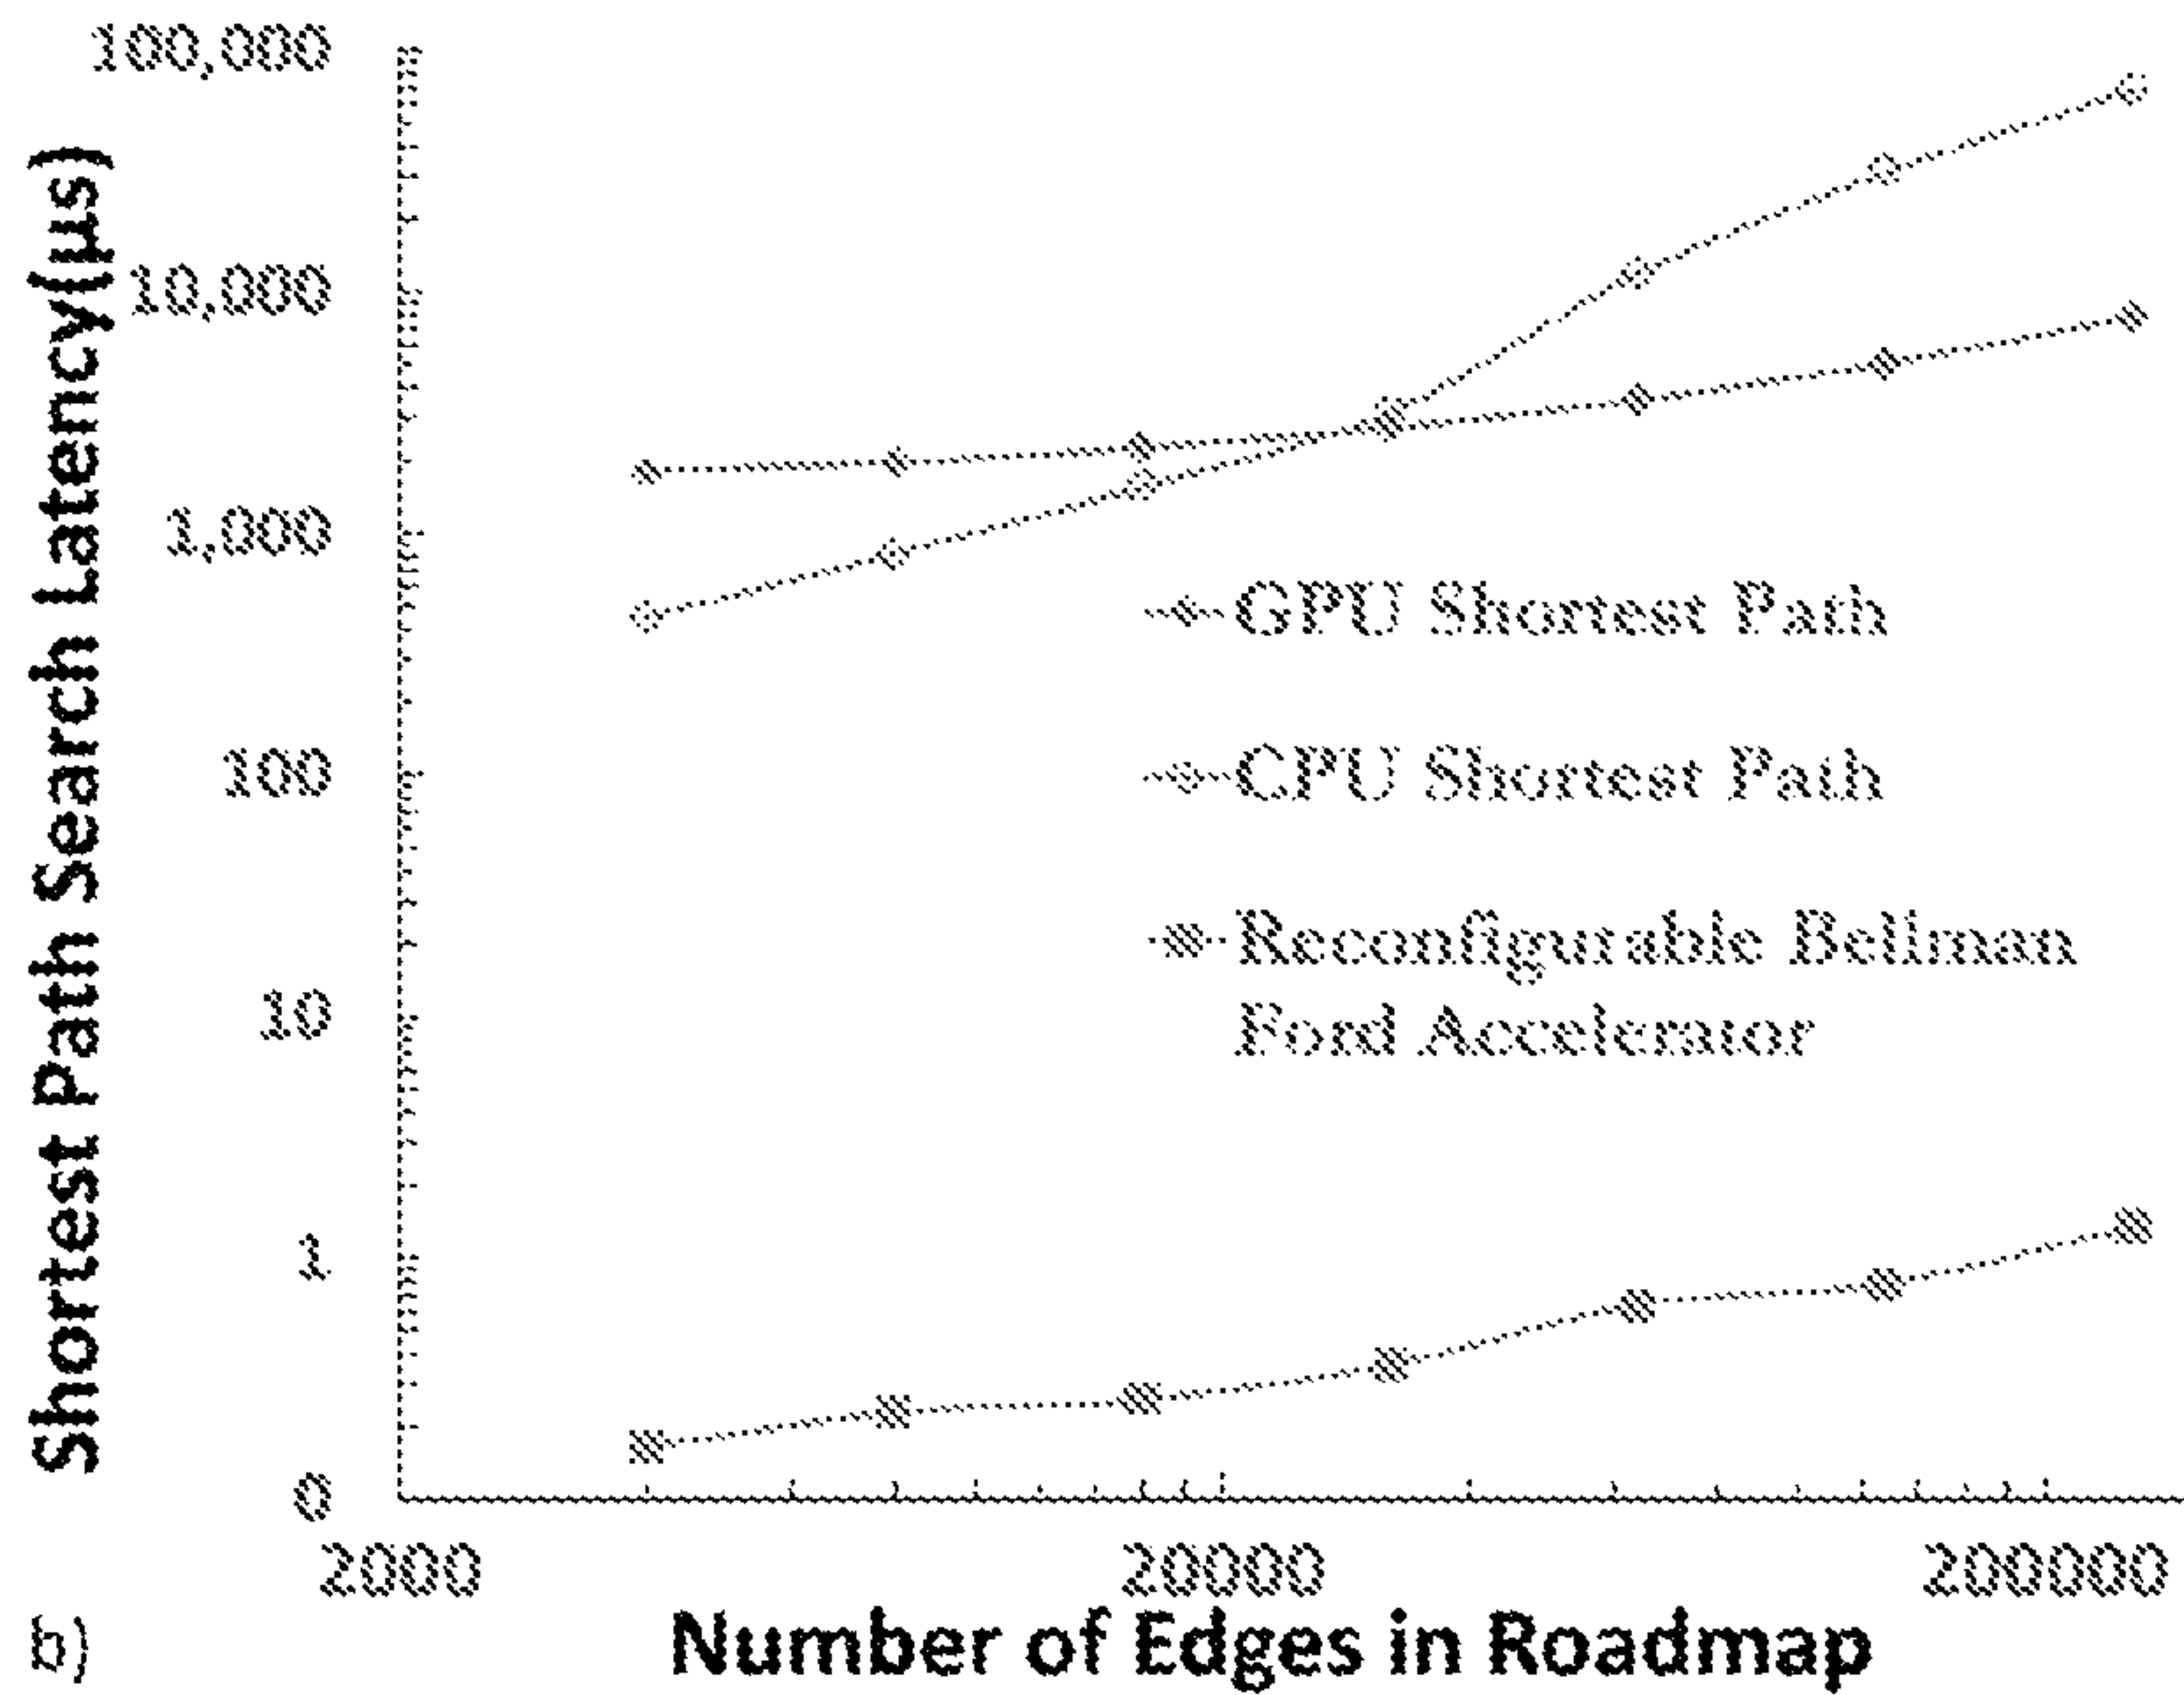 100,000
10,000
1,000
100
10
1
0
Shortest Path Search Latency(µs)
GPU Shortest Path
CPU Shortest Path
Reconfigurable Bellman
Ford Accelerator
2000 20000 200000
Number of Edges in Roadmap
b)